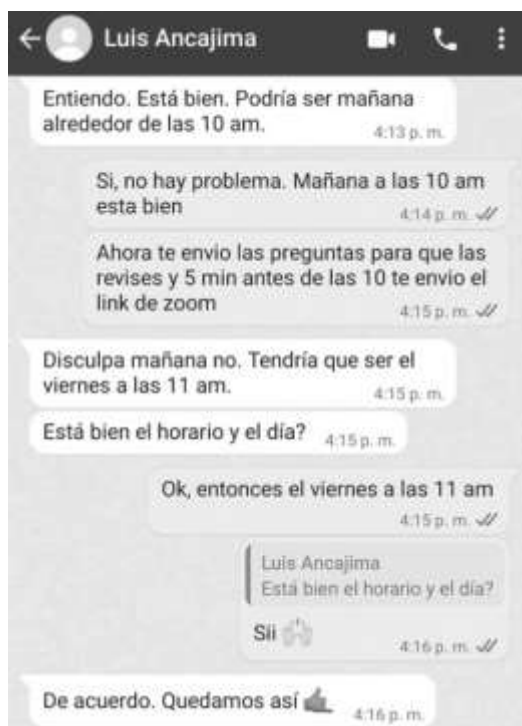 Luis Ancajima
Entiendo. Está bien. Podría ser mañana
alrededor de las 10 am.
4:13 p. m.
Si, no hay problema. Mañana a las 10 am
esta bien
4:14 p. m.
Ahora te envio las preguntas para que las
revises y 5 min antes de las 10 te envio el
link de zoom
4:15 p. m.
Disculpa mañana no. Tendría que ser el
viernes a las 11 am.
4:15 p. m.
Está bien el horario y el día?
4:15 p. m.
Ok, entonces el viernes a las 11 am
4:15 p. m.
Luis Ancajima
Está bien el horario y el día?
Sii 🙌
4:16 p. m.
De acuerdo. Quedamos así 🤙
4:16 p. m.